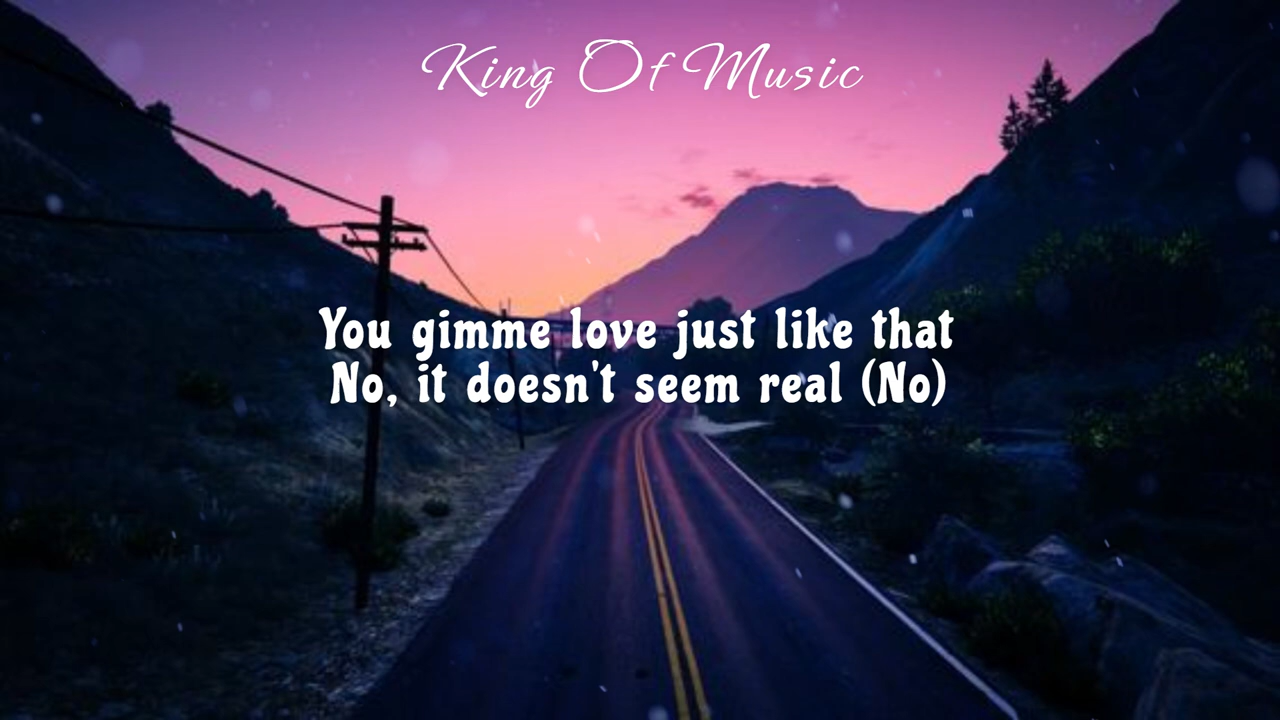 King Of Music
You gimme love just like that
No, it doesn't seem real (No)